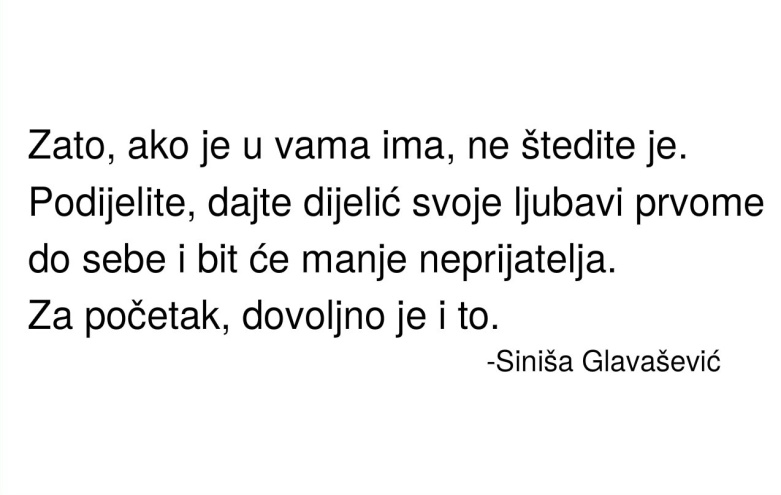 Zato, ako je u vama ima, ne štedite je.
Podijelite, dajte dijelić svoje ljubavi prvome
do sebe i bit će manje neprijatelja.
Za početak, dovoljno je i to.
-Siniša Glavašević